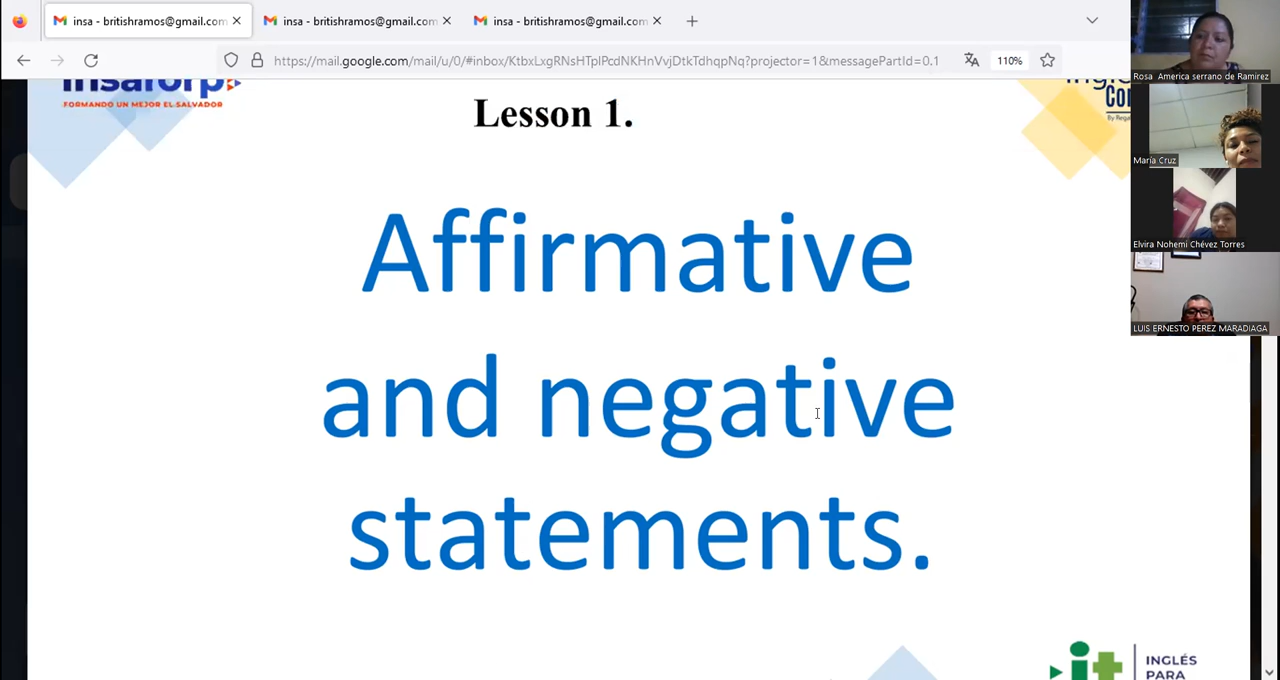 insa - britishramos@gmail.com
insa - britishramos@gmail.com
insa - britishramos@gmail.com
https://mail.google.com/mail/u/0/#inbox/KtbxLxgRNsHTplPcdNKHnVvjDtkTdhqpNq?projector=1&messagePartId=0.1
110%
insaforp
FORMANDO UN MEJOR EL SALVADOR
Lesson 1.
Affirmative
and negative
statements.
INGLÉS
PARA
Rosa America serrano de Ramirez
María Cruz
Elvira Nohemí Chévez Torres
LUIS ERNESTO PEREZ MARADIAGA